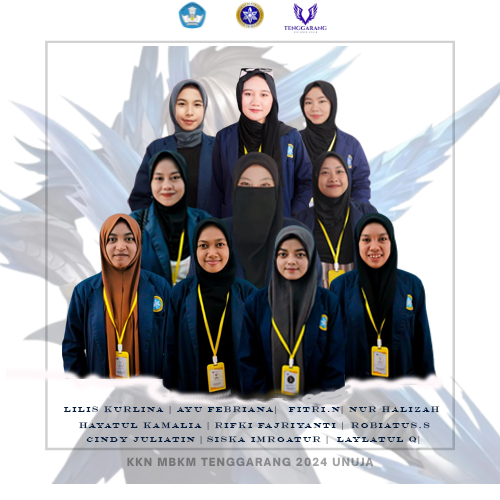 TENGGARANG
LILIS KURLINA | AYU FEBRIANA| FITRI.N| NUR HALIZAH
HAYATUL KAMALIA | RIFKI FAJRIYANTI | ROBIATUS.S
CINDY JULIATIN | SISKA IMROATUR | LAYLATUL Q|
KKN MBKM TENGGARANG 2024 UNUJA